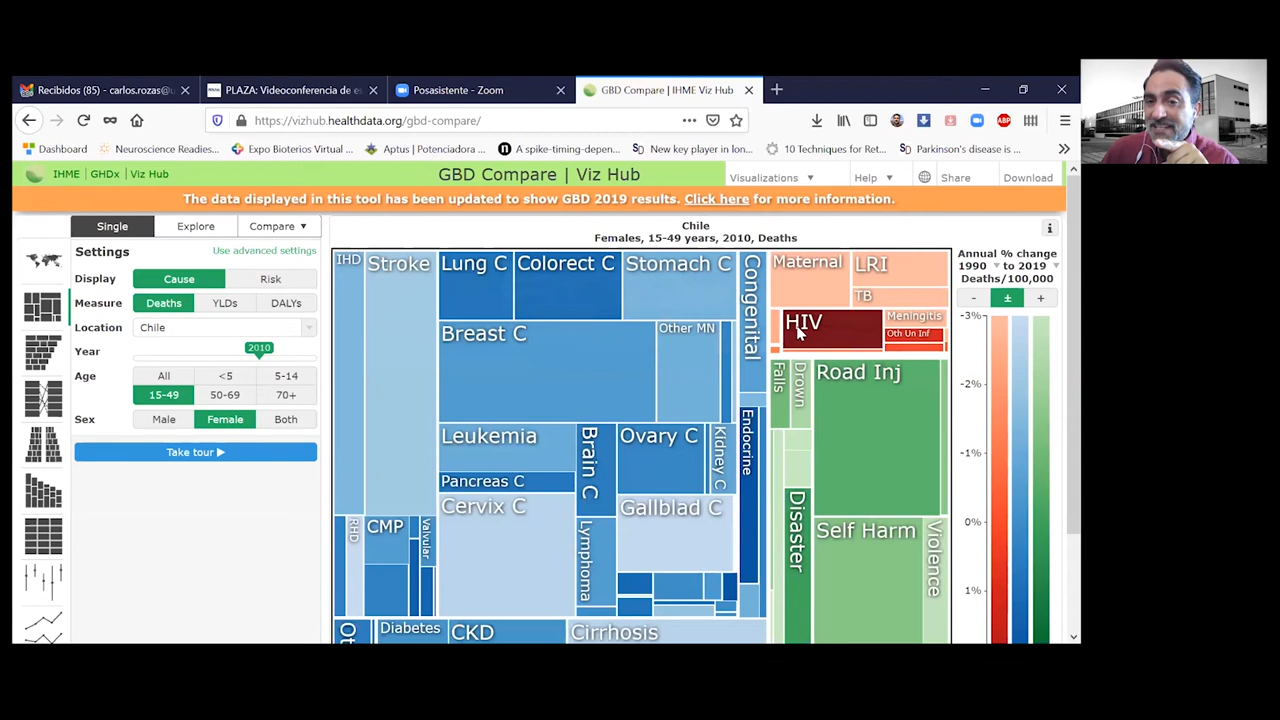 Recibidos (85) - carlos.rozas@u
PLAZA: Videoconferencia de es
Posasistente - Zoom
GBD Compare | IHME Viz Hub
https://vizhub.healthdata.org/gbd-compare/
ABP
Dashboard
Neuroscience Readies...
Expo Bioterios Virtual ...
Aptus | Potenciadora ...
A spike-timing-depen...
New key player in lon...
10 Techniques for Ret...
Parkinson's disease is ...
IHME | GHDx | Viz Hub
GBD Compare | Viz Hub
Visualizations
Help
Share
Download
The data displayed in this tool has been updated to show GBD 2019 results. Click here for more information.
Single
Explore
Compare
Settings
Use advanced settings
Display
Cause
Risk
Measure
Deaths
YLDs
DALYs
Location
Chile
Year
2010
Age
All
<5
5-14
15-49
50-69
70+
Sex
Male
Female
Both
Take tour
Chile
Females, 15-49 years, 2010, Deaths
IHD
Stroke
Lung C
Colorect C
Stomach C
Congenital
Maternal
LRI
TB
HIV
Meningitis
Oth Un Inf
Breast C
Other MN
Falls
Drown
Road Inj
Leukemia
Brain C
Ovary C
Kidney C
Endocrine
Pancreas C
Cervix C
Gallblad C
Disaster
Self Harm
Violence
RHD
CMP
Valvular
Lymphoma
Ot
Diabetes
CKD
Cirrhosis
Annual % change
1990 to 2019
Deaths/100,000
- ± +
-3%
-2%
-1%
0%
1%